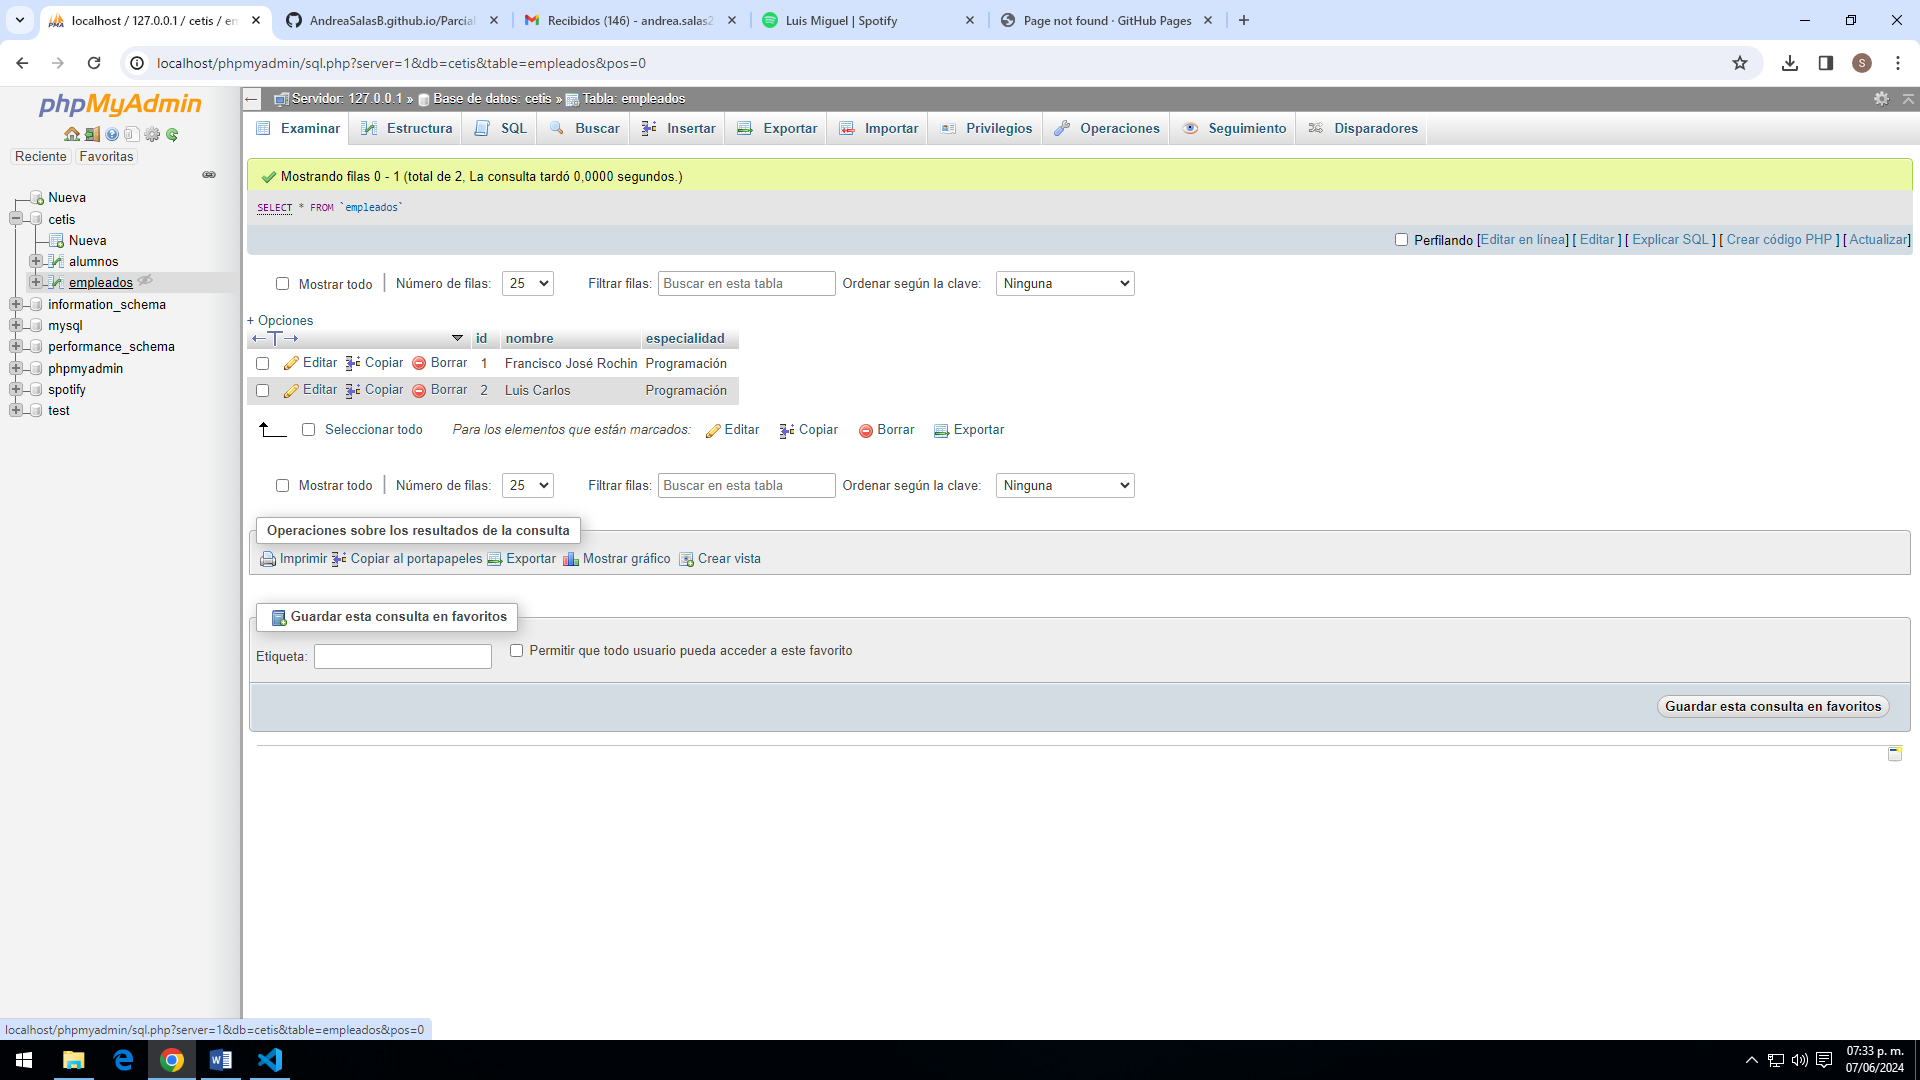 localhost / 127.0.0.1 / cetis / em
AndreaSalasB.github.io/Parcial
Recibidos (146) - andrea.salas2
Luis Miguel | Spotify
Page not found · GitHub Pages
localhost/phpmyadmin/sql.php?server=1&db=cetis&table=empleados&pos=0
S
phpMyAdmin
Reciente Favoritas
Nueva
cetis
Nueva
alumnos
empleados
information_schema
mysql
performance_schema
phpmyadmin
spotify
test
Servidor: 127.0.0.1 » Base de datos: cetis » Tabla: empleados
Examinar Estructura SQL Buscar Insertar Exportar Importar Privilegios Operaciones Seguimiento Disparadores
Mostrando filas 0 - 1 (total de 2, La consulta tardó 0,0000 segundos.)
SELECT * FROM `empleados`
Perfilando [Editar en línea] [ Editar ] [ Explicar SQL ] [ Crear código PHP ] [ Actualizar]
Mostrar todo | Número de filas: 25 Filtrar filas: Buscar en esta tabla Ordenar según la clave: Ninguna
+ Opciones
←T→ id nombre especialidad
Editar Copiar Borrar 1 Francisco José Rochin Programación
Editar Copiar Borrar 2 Luis Carlos Programación
Seleccionar todo Para los elementos que están marcados: Editar Copiar Borrar Exportar
Mostrar todo | Número de filas: 25 Filtrar filas: Buscar en esta tabla Ordenar según la clave: Ninguna
Operaciones sobre los resultados de la consulta
Imprimir Copiar al portapapeles Exportar Mostrar gráfico Crear vista
Guardar esta consulta en favoritos
Etiqueta: Permitir que todo usuario pueda acceder a este favorito
Guardar esta consulta en favoritos
localhost/phpmyadmin/sql.php?server=1&db=cetis&table=empleados&pos=0
07:33 p. m.
07/06/2024